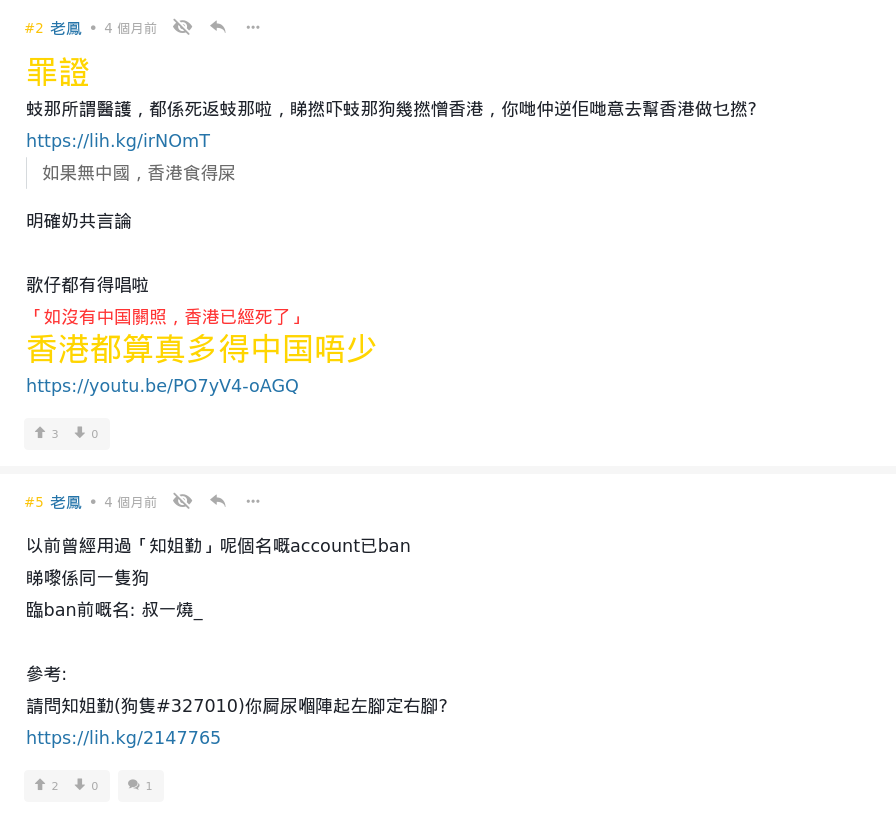 #2 老鳳 • 4 個月前
罪證
蚑那所謂醫護，都係死返蚑那啦，睇撚吓蚑那狗幾撚憎香港，你哋仲逆佢哋意去幫香港做乜撚?
https://lih.kg/irNOmT
如果無中國，香港食得屎
明確奶共言論
歌仔都有得唱啦
「如沒有中国關照，香港已經死了」
香港都算真多得中国唔少
https://youtu.be/PO7yV4-oAGQ
3 0
#5 老鳳 • 4 個月前
以前曾經用過「知姐勤」呢個名嘅account已ban
睇嚟係同一隻狗
臨ban前嘅名: 叔一燒_
參考:
請問知姐勤(狗隻#327010)你屙尿嗰陣起左腳定右腳?
https://lih.kg/2147765
2 0 1